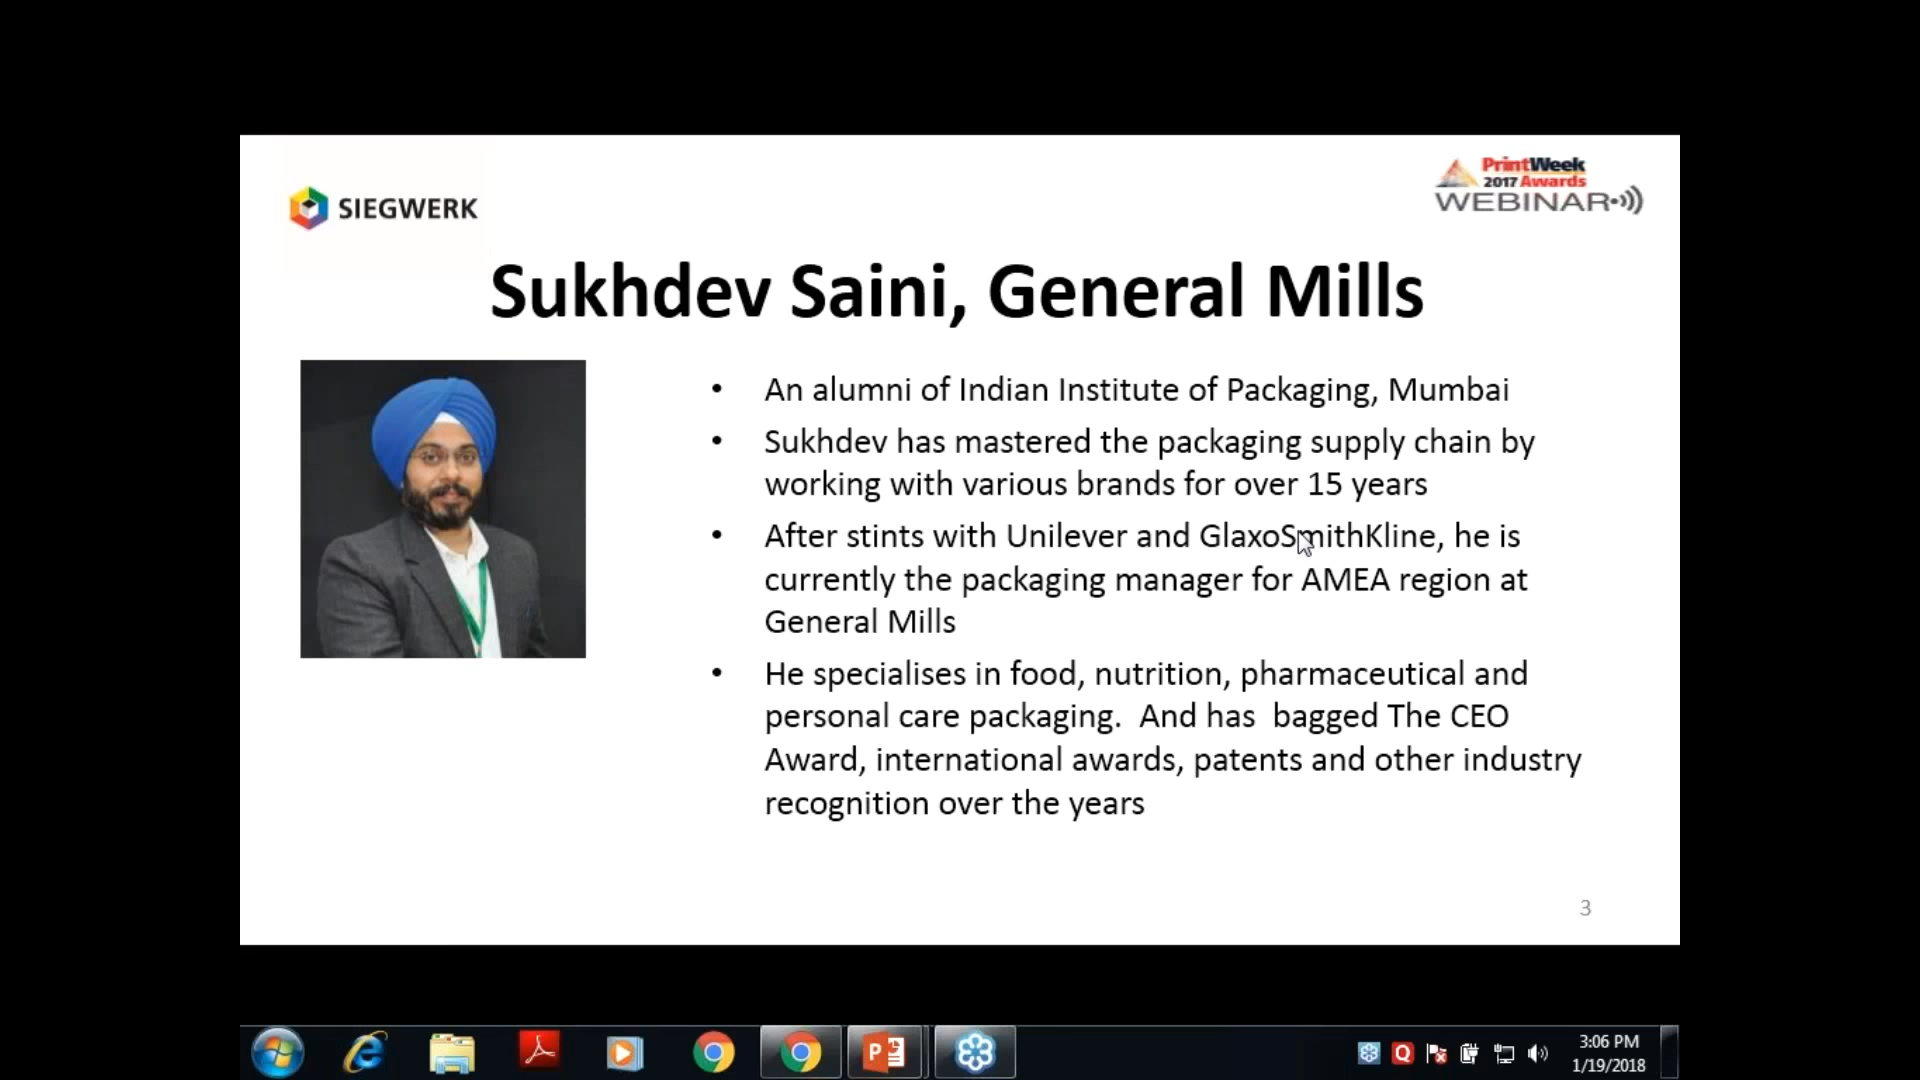 SIEGWERK
PrintWeek
2017 Awards
WEBINAR
Sukhdev Saini, General Mills
• An alumni of Indian Institute of Packaging, Mumbai
• Sukhdev has mastered the packaging supply chain by
working with various brands for over 15 years
• After stints with Unilever and GlaxoSmithKline, he is
currently the packaging manager for AMEA region at
General Mills
• He specialises in food, nutrition, pharmaceutical and
personal care packaging.  And has  bagged The CEO
Award, international awards, patents and other industry
recognition over the years
3
3:06 PM
1/19/2018